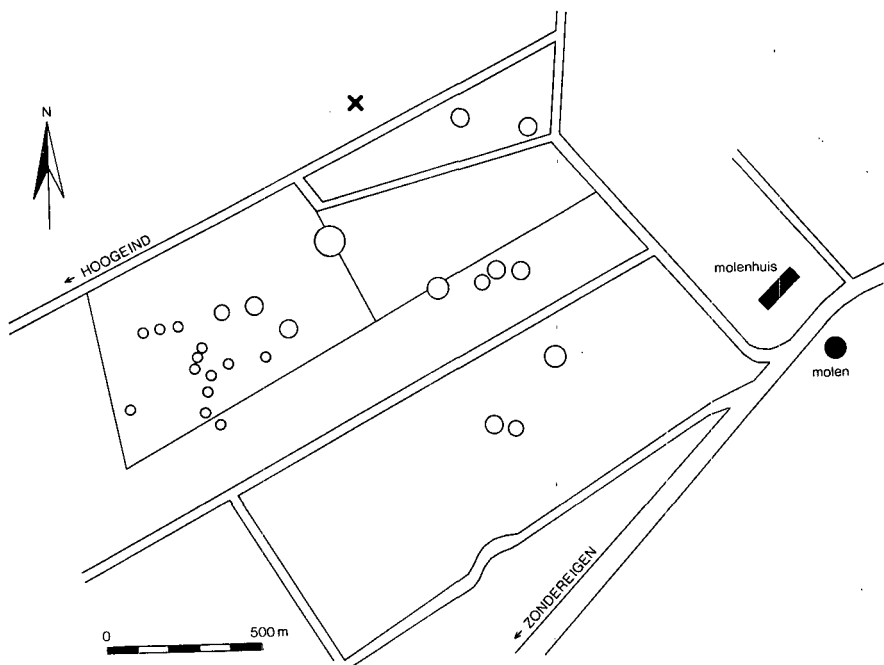 N
← HOOGEIND
molenhuis
molen
← ZONDEREIGEN
0 500 m